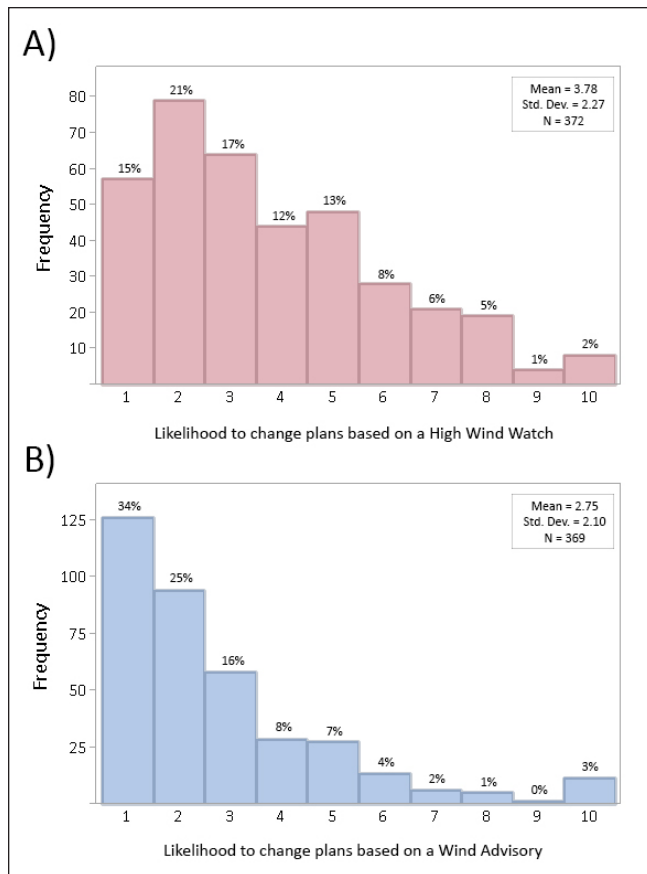 A)
Mean = 3.78
Std. Dev. = 2.27
N = 372
Frequency
80
70
60
50
40
30
20
10
15%
21%
17%
12%
13%
8%
6%
5%
1%
2%
1 2 3 4 5 6 7 8 9 10
Likelihood to change plans based on a High Wind Watch
B)
Mean = 2.75
Std. Dev. = 2.10
N = 369
Frequency
125
100
75
50
25
34%
25%
16%
8%
7%
4%
2%
1%
0%
3%
1 2 3 4 5 6 7 8 9 10
Likelihood to change plans based on a Wind Advisory